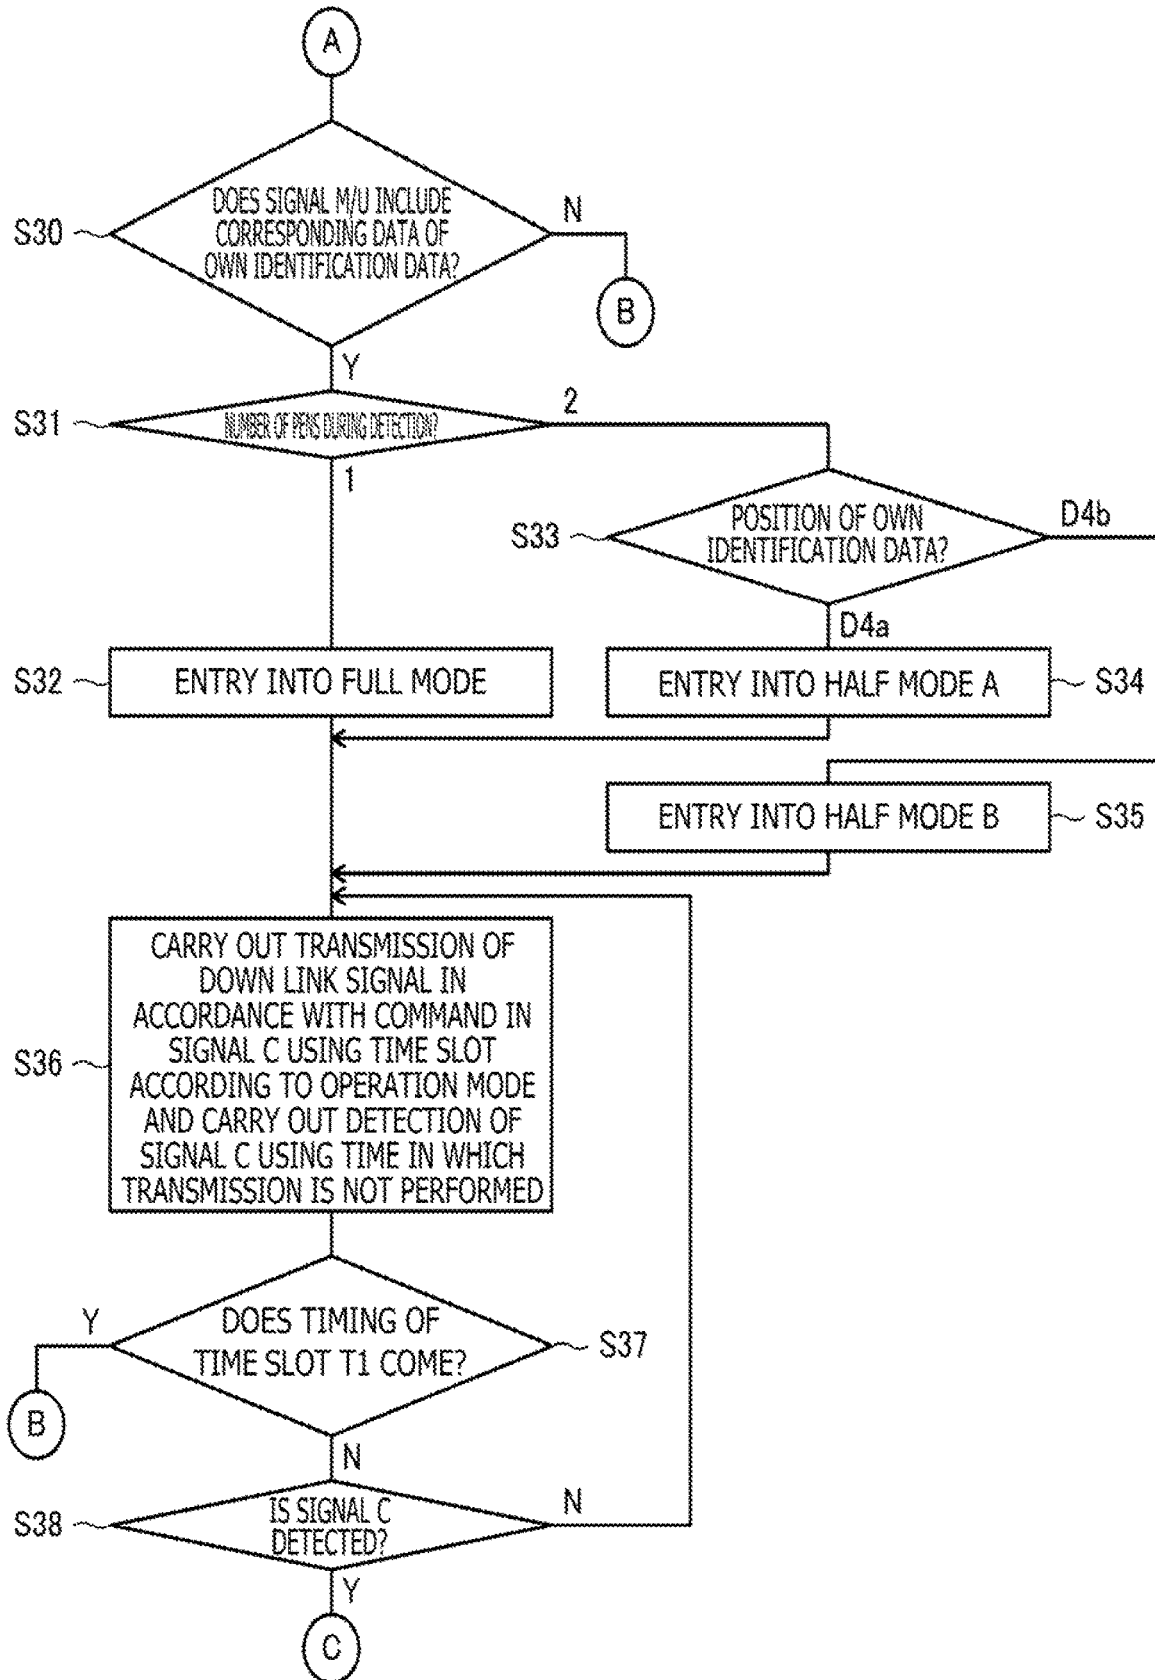 A
S30
DOES SIGNAL M/U INCLUDE
CORRESPONDING DATA OF
OWN IDENTIFICATION DATA?
N
B
Y
S31
NUMBER OF PENS DURING DETECTION?
2
1
S33
POSITION OF OWN
IDENTIFICATION DATA?
D4b
D4a
S32
ENTRY INTO FULL MODE
ENTRY INTO HALF MODE A
S34
ENTRY INTO HALF MODE B
S35
S36
CARRY OUT TRANSMISSION OF
DOWN LINK SIGNAL IN
ACCORDANCE WITH COMMAND IN
SIGNAL C USING TIME SLOT
ACCORDING TO OPERATION MODE
AND CARRY OUT DETECTION OF
SIGNAL C USING TIME IN WHICH
TRANSMISSION IS NOT PERFORMED
Y
DOES TIMING OF
TIME SLOT T1 COME?
S37
B
N
S38
IS SIGNAL C
DETECTED?
N
Y
C